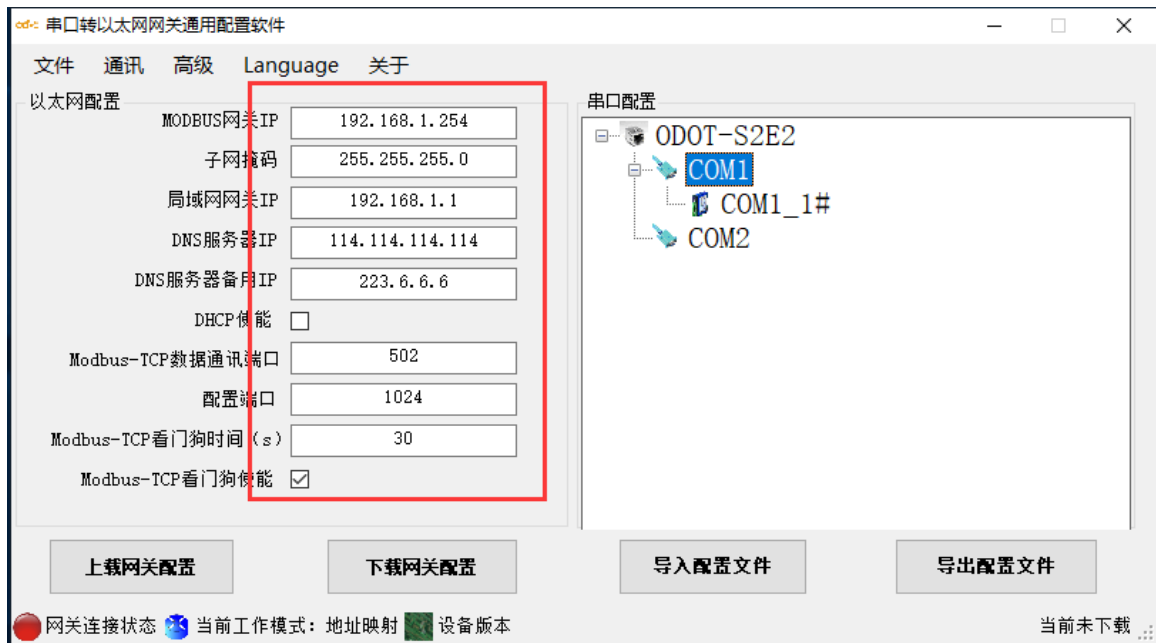 串口转以太网网关通用配置软件
文件 通讯 高级 Language 关于
以太网配置
MODBUS网关IP 192.168.1.254
子网掩码 255.255.255.0
局域网网关IP 192.168.1.1
DNS服务器IP 114.114.114.114
DNS服务器备用IP 223.6.6.6
DHCP使能
Modbus-TCP数据通讯端口 502
配置端口 1024
Modbus-TCP看门狗时间(s) 30
Modbus-TCP看门狗使能
串口配置
ODOT-S2E2
COM1
COM1_1#
COM2
上载网关配置 下载网关配置 导入配置文件 导出配置文件
网关连接状态 当前工作模式：地址映射 设备版本 当前未下载